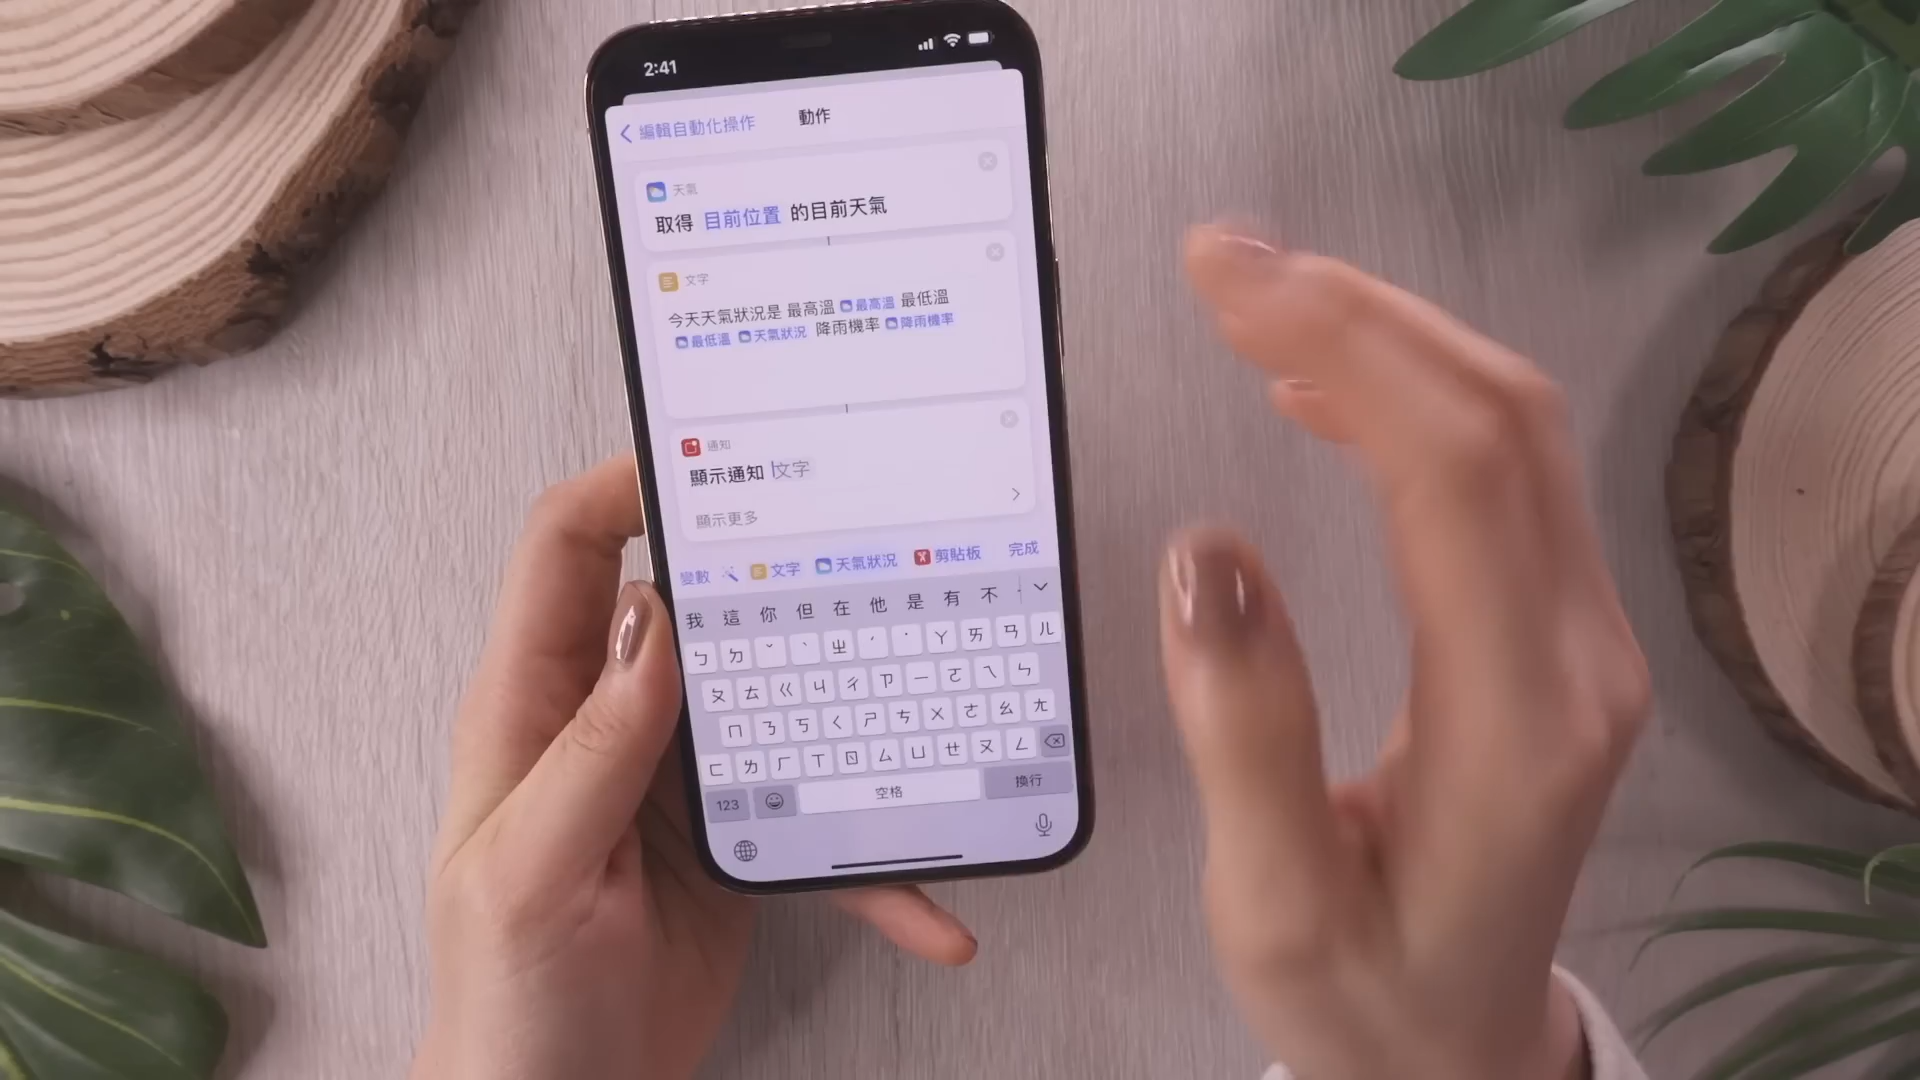 2:41
編輯自動化操作 動作
天氣
取得 目前位置 的目前天氣
文字
今天天氣狀況是 最高溫 最高溫 最低溫
最低溫 天氣狀況 降雨機率 降雨機率
通知
顯示通知 文字
顯示更多
變數 文字 天氣狀況 剪貼板 完成
我 這 你 但 在 他 是 有 不
ㄅ ㄉ ˇ ˋ ㄓ ˊ ˙ ㄚ ㄞ ㄢ ㄦ
ㄆ ㄊ ㄍ ㄐ ㄔ ㄗ ㄧ ㄛ ㄟ ㄣ
ㄇ ㄋ ㄎ ㄑ ㄕ ㄘ ㄨ ㄜ ㄠ ㄤ
ㄈ ㄌ ㄏ ㄒ ㄖ ㄙ ㄩ ㄝ ㄡ ㄥ
123 空格 換行